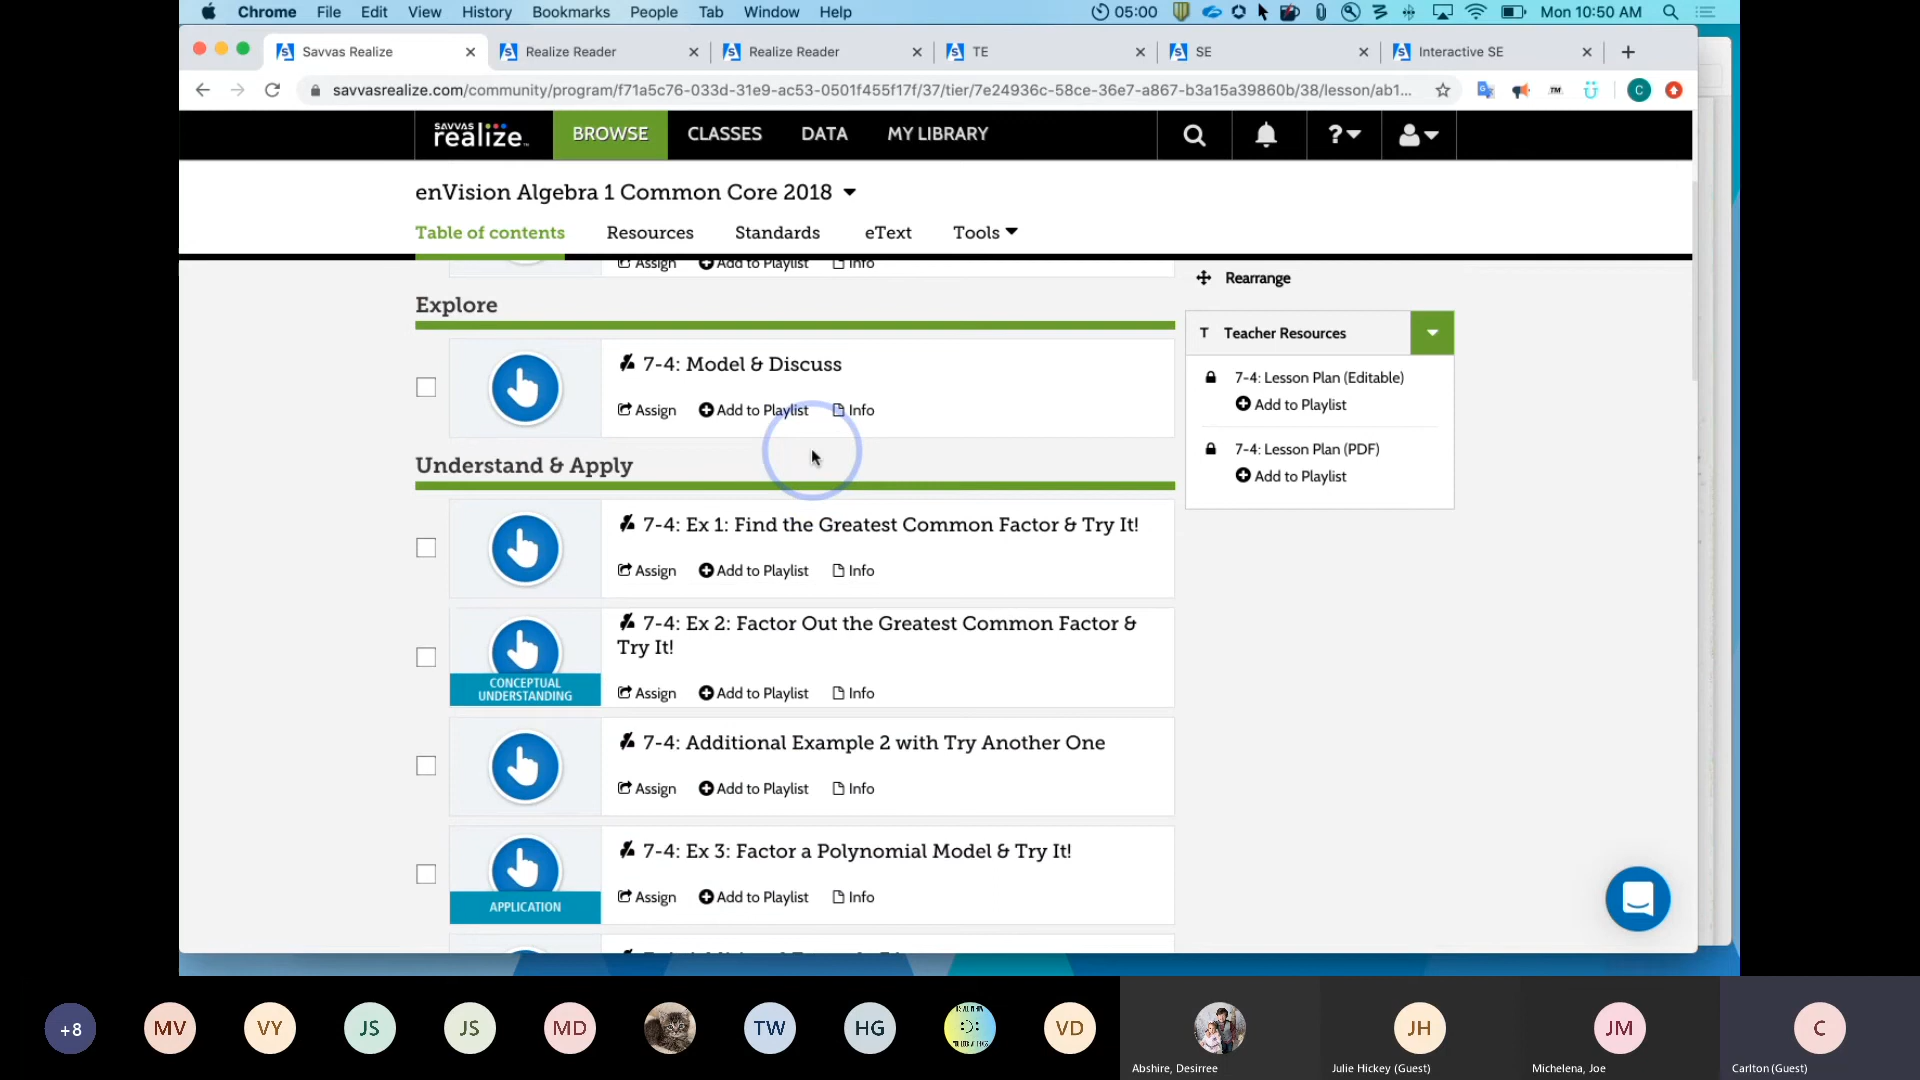 Chrome File Edit View History Bookmarks People Tab Window Help 05:00 Mon 10:50 AM
Savvas Realize Realize Reader Realize Reader TE SE Interactive SE
savvasrealize.com/community/program/f71a5c76-033d-31e9-ac53-0501f455f17f/37/tier/7e24936c-58ce-36e7-a867-b3a15a39860b/38/lesson/ab1...
TM
C
SAVVAS
realize BROWSE CLASSES DATA MY LIBRARY ?
enVision Algebra 1 Common Core 2018
Table of contents Resources Standards eText Tools
Assign Add to Playlist Info
Rearrange
Explore
7-4: Model & Discuss
Assign Add to Playlist Info
T Teacher Resources
7-4: Lesson Plan (Editable)
Add to Playlist
7-4: Lesson Plan (PDF)
Add to Playlist
Understand & Apply
7-4: Ex 1: Find the Greatest Common Factor & Try It!
Assign Add to Playlist Info
7-4: Ex 2: Factor Out the Greatest Common Factor &
Try It!
CONCEPTUAL
UNDERSTANDING
Assign Add to Playlist Info
7-4: Additional Example 2 with Try Another One
Assign Add to Playlist Info
7-4: Ex 3: Factor a Polynomial Model & Try It!
APPLICATION
Assign Add to Playlist Info
+8 MV VY JS JS MD TW HG VD JH JM C
Abshire, Desirree Julie Hickey (Guest) Michelena, Joe Carlton (Guest)